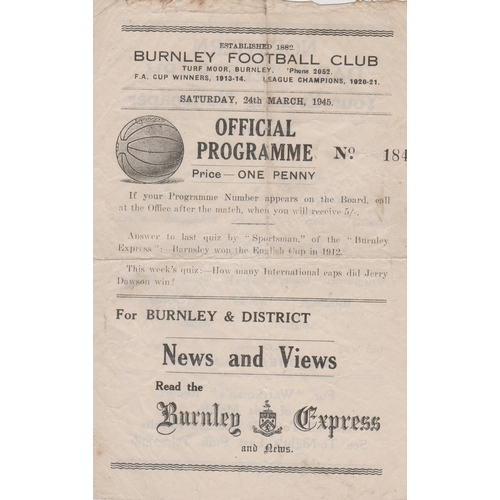 ESTABLISHED 1882
BURNLEY FOOTBALL CLUB
TURF MOOR, BURNLEY. 'Phone 2052.
F.A. CUP WINNERS, 1913-14. LEAGUE CHAMPIONS, 1920-21.
SATURDAY, 24th MARCH, 1945.
OFFICIAL
PROGRAMME No. 184
Price — ONE PENNY
If your Programme Number appears on the Board, call
at the Office after the match, when you will receive 5/-.
Answer to last quiz by "Sportsman," of the "Burnley
Express":—Barnsley won the English Cup in 1912.
This week's quiz:—How many International caps did Jerry
Dawson win?
For BURNLEY & DISTRICT
News and Views
Read the
Burnley Express
and News.